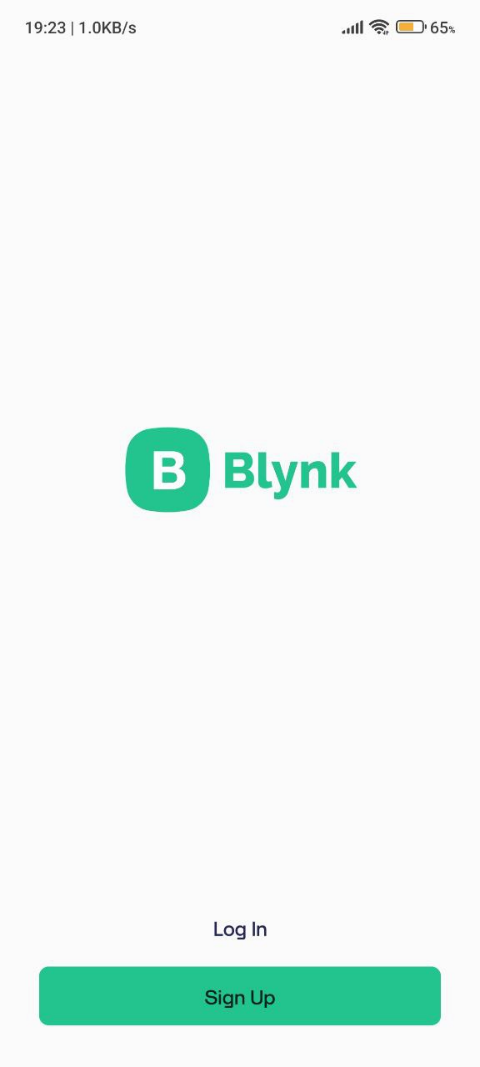 19:23 | 1.0KB/s 65%
B Blynk
Log In
Sign Up